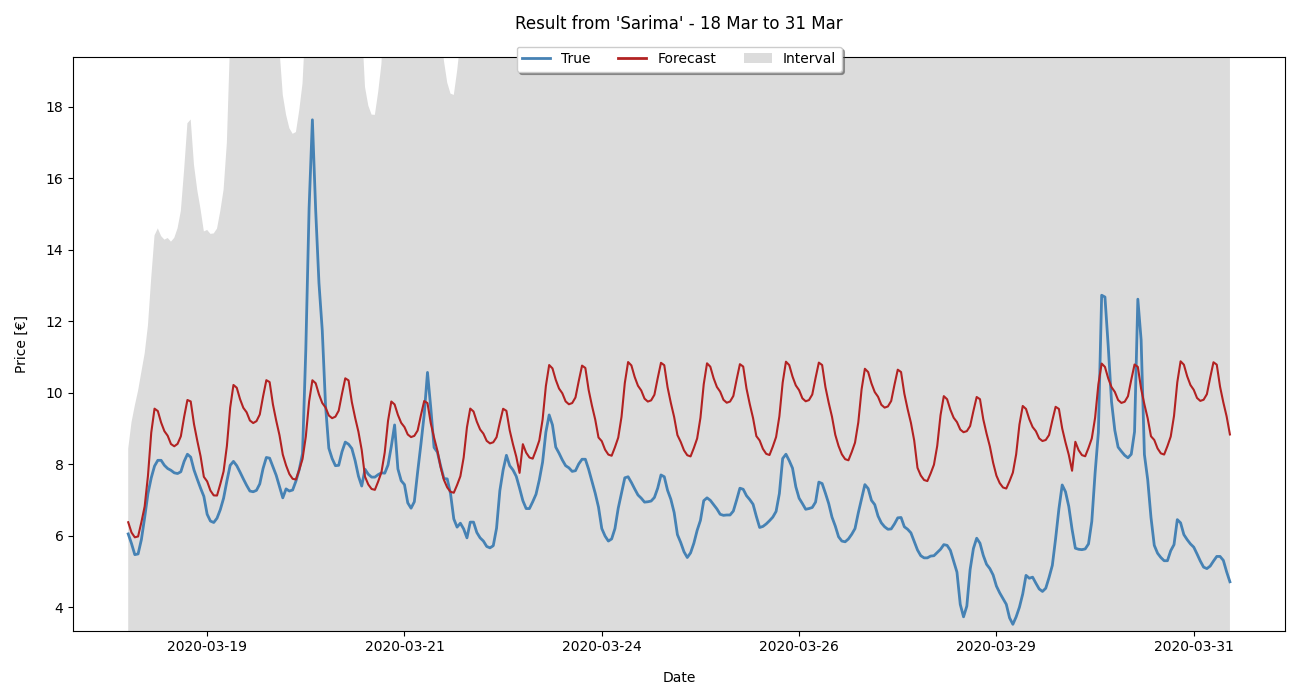 Result from 'Sarima' - 18 Mar to 31 Mar
True Forecast Interval
18
16
14
12
10
8
6
4
Price [€]
2020-03-19 2020-03-21 2020-03-24 2020-03-26 2020-03-29 2020-03-31
Date